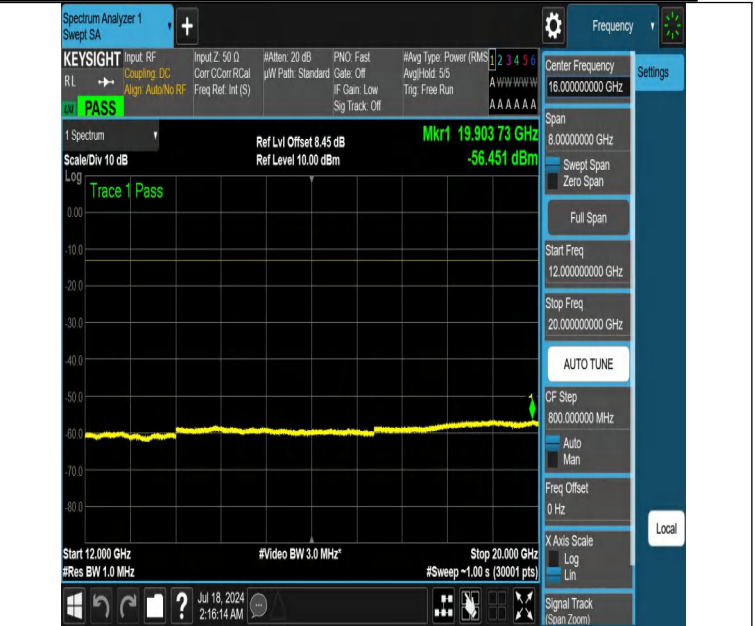 Spectrum Analyzer 1
Swept SA
Frequency
KEYSIGHT
RL
PASS
Input: RF
Coupling: DC
Align: Auto/No RF
Input Z: 50 Ω
Corr CCorr RCal
Freq Ref: Int (S)
#Atten: 20 dB
µW Path: Standard
PNO: Fast
Gate: Off
IF Gain: Low
Sig Track: Off
#Avg Type: Power (RMS
Avg|Hold: 5/5
Trig: Free Run
1 2 3 4 5 6
A W W W W W
A A A A A A
1 Spectrum
Scale/Div 10 dB
Ref Lvl Offset 8.45 dB
Ref Level 10.00 dBm
Mkr1 19.903 73 GHz
-56.451 dBm
Log
Trace 1 Pass
0.00
-10.0
-20.0
-30.0
-40.0
-50.0
-60.0
-70.0
-80.0
1
Start 12.000 GHz
#Res BW 1.0 MHz
#Video BW 3.0 MHz*
Stop 20.000 GHz
#Sweep ~1.00 s (30001 pts)
Jul 18, 2024
2:16:14 AM
Center Frequency
16.000000000 GHz
Settings
Span
8.00000000 GHz
Swept Span
Zero Span
Full Span
Start Freq
12.000000000 GHz
Stop Freq
20.000000000 GHz
AUTO TUNE
CF Step
800.000000 MHz
Auto
Man
Freq Offset
0 Hz
X Axis Scale
Log
Lin
Local
Signal Track
(Span Zoom)